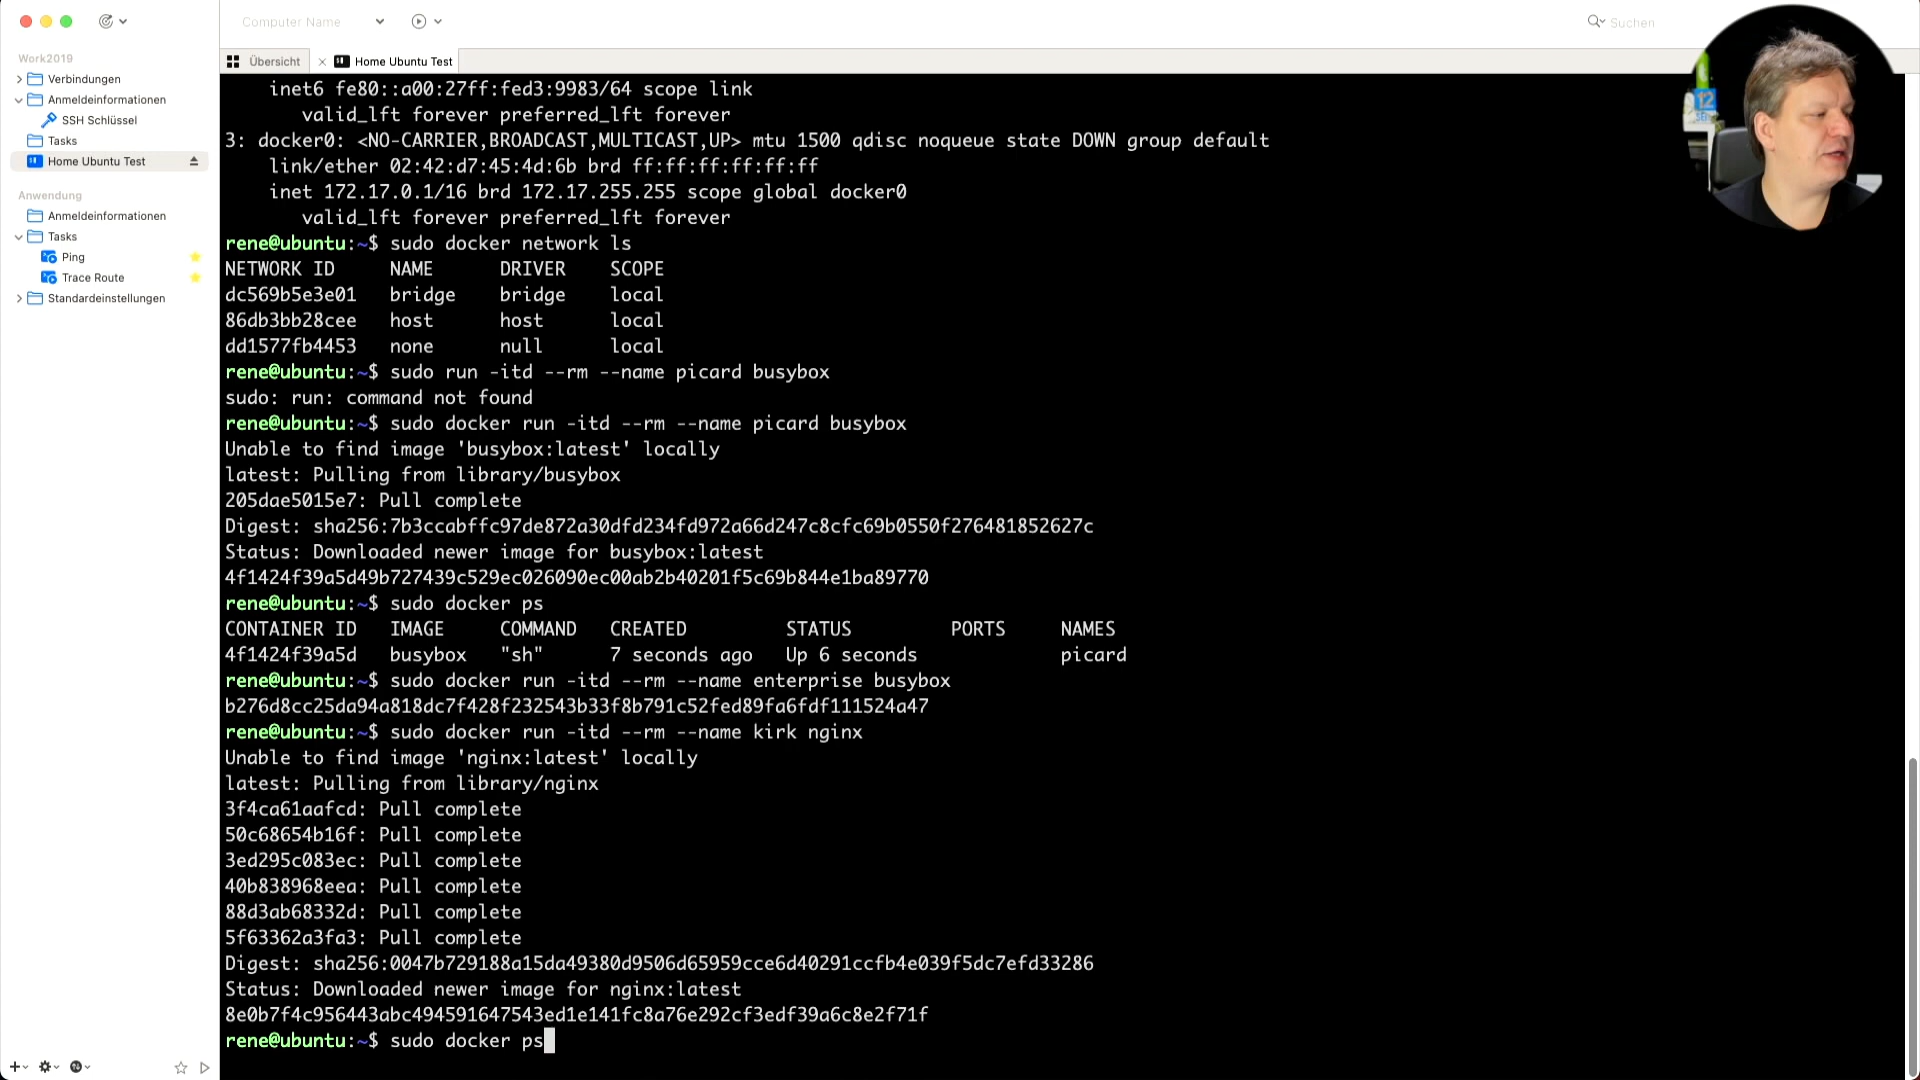 Computer Name
Suchen
Work2019
Verbindungen
Anmeldeinformationen
SSH Schlüssel
Tasks
Home Ubuntu Test
Anwendung
Anmeldeinformationen
Tasks
Ping
Trace Route
Standardeinstellungen
Übersicht
Home Ubuntu Test
inet6 fe80::a00:27ff:fed3:9983/64 scope link
valid_lft forever preferred_lft forever
3: docker0: <NO-CARRIER,BROADCAST,MULTICAST,UP> mtu 1500 qdisc noqueue state DOWN group default
link/ether 02:42:d7:45:4d:6b brd ff:ff:ff:ff:ff:ff
inet 172.17.0.1/16 brd 172.17.255.255 scope global docker0
valid_lft forever preferred_lft forever
rene@ubuntu:~$ sudo docker network ls
NETWORK ID NAME DRIVER SCOPE
dc569b5e3e01 bridge bridge local
86db3bb28cee host host local
dd1577fb4453 none null local
rene@ubuntu:~$ sudo run -itd --rm --name picard busybox
sudo: run: command not found
rene@ubuntu:~$ sudo docker run -itd --rm --name picard busybox
Unable to find image 'busybox:latest' locally
latest: Pulling from library/busybox
205dae5015e7: Pull complete
Digest: sha256:7b3ccabffc97de872a30dfd234fd972a66d247c8cfc69b0550f276481852627c
Status: Downloaded newer image for busybox:latest
4f1424f39a5d49b727439c529ec026090ec00ab2b40201f5c69b844e1ba89770
rene@ubuntu:~$ sudo docker ps
CONTAINER ID IMAGE COMMAND CREATED STATUS PORTS NAMES
4f1424f39a5d busybox "sh" 7 seconds ago Up 6 seconds picard
rene@ubuntu:~$ sudo docker run -itd --rm --name enterprise busybox
b276d8cc25da94a818dc7f428f232543b33f8b791c52fed89fa6fdf111524a47
rene@ubuntu:~$ sudo docker run -itd --rm --name kirk nginx
Unable to find image 'nginx:latest' locally
latest: Pulling from library/nginx
3f4ca61aafcd: Pull complete
50c68654b16f: Pull complete
3ed295c083ec: Pull complete
40b838968eea: Pull complete
88d3ab68332d: Pull complete
5f63362a3fa3: Pull complete
Digest: sha256:0047b729188a15da49380d9506d65959cce6d40291ccfb4e039f5dc7efd33286
Status: Downloaded newer image for nginx:latest
8e0b7f4c956443abc494591647543ed1e141fc8a76e292cf3edf39a6c8e2f71f
rene@ubuntu:~$ sudo docker ps
12